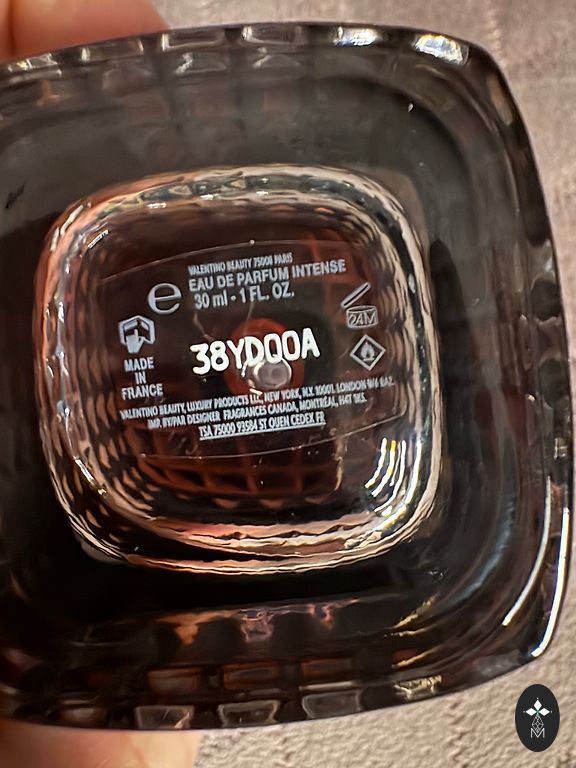 VALENTINO BEAUTY 75008 PARIS
EAU DE PARFUM INTENSE
e 30 ml - 1 FL. OZ.
24M
38YD00A
MADE
IN
FRANCE
VALENTINO BEAUTY, LUXURY PRODUCTS LLC, NEW YORK, N.Y. 10001. LONDON W6 8AZ.
IMP. BY/PAR DESIGNER FRAGRANCES CANADA, MONTRÉAL, H4T 1K5.
TSA 75000 93584 ST OUEN CEDEX FR
M